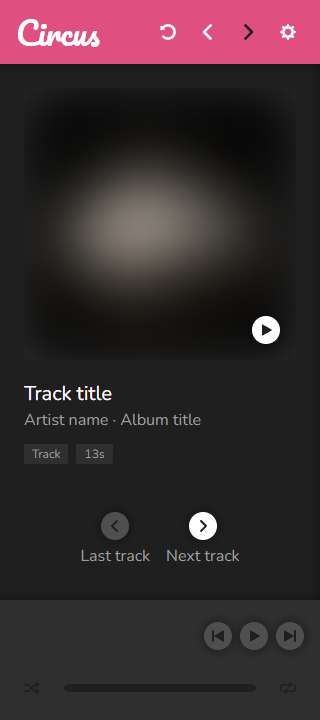 Circus
Track title
Artist name · Album title
Track 13s
Last track Next track